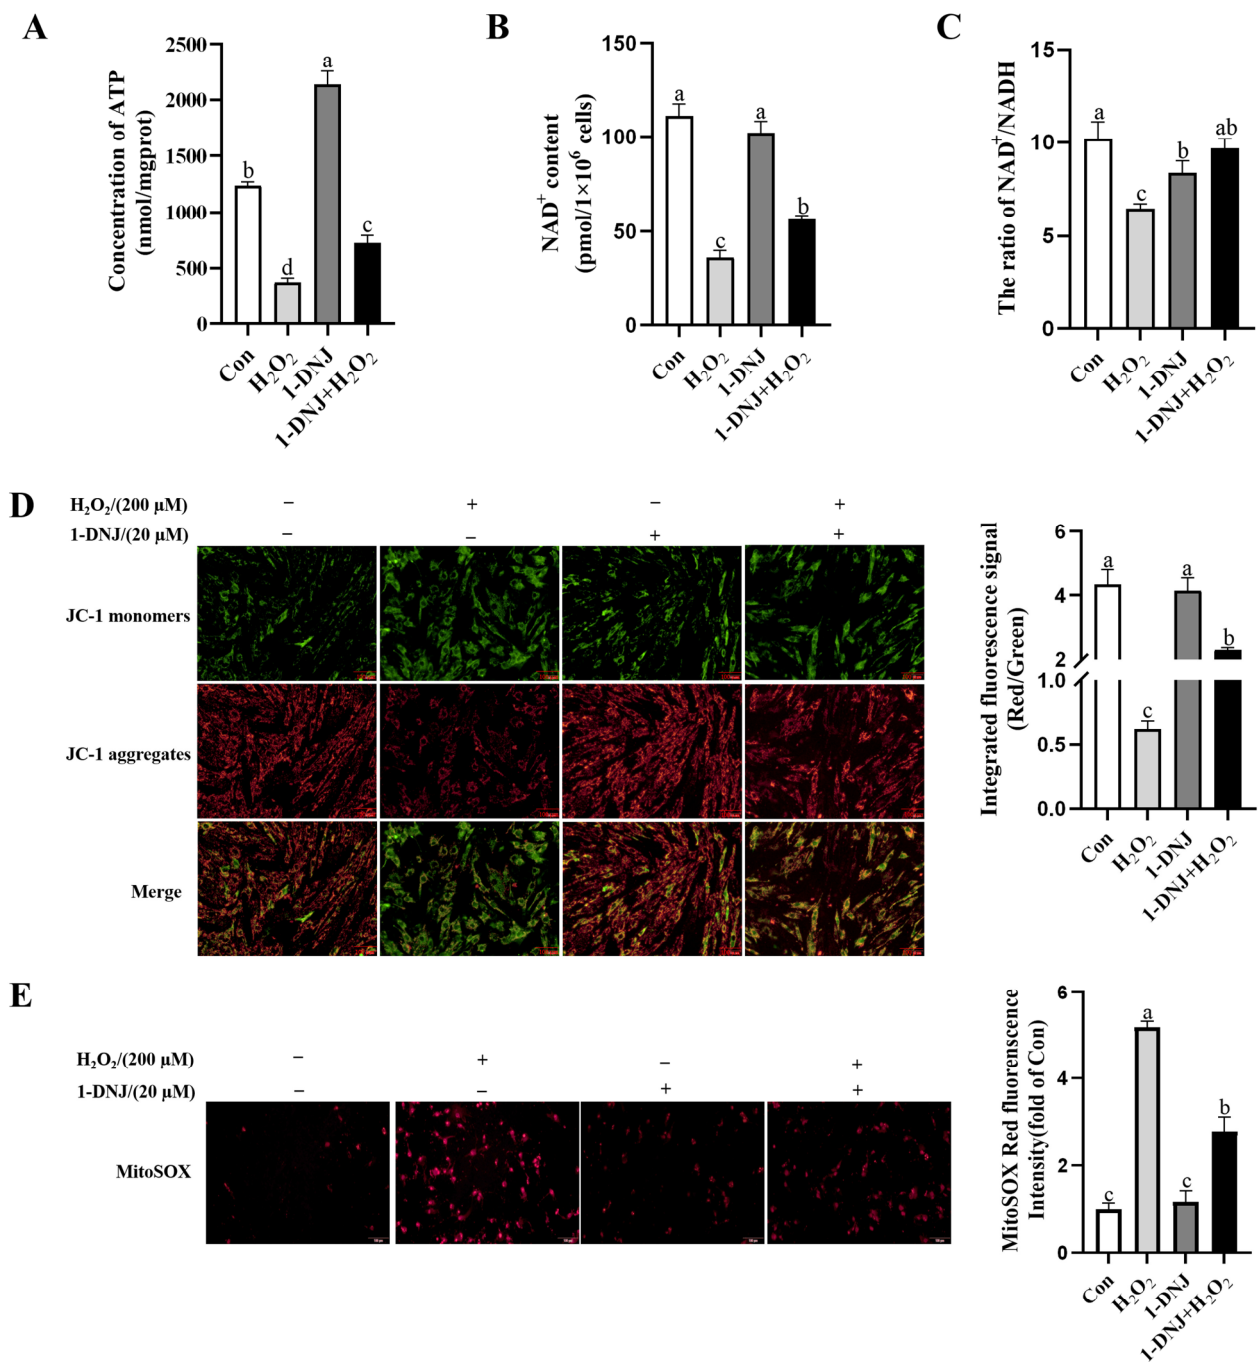 A
Concentration of ATP
(nmol/mgprot)
2500
2000
1500
1000
500
0
b
d
a
c
Con
H₂O₂
1-DNJ
1-DNJ+H₂O₂
B
NAD⁺ content
(pmol/1×10⁶ cells)
150
100
50
0
a
c
a
b
Con
H₂O₂
1-DNJ
1-DNJ+H₂O₂
C
The ratio of NAD⁺/NADH
15
10
5
0
a
c
b
ab
Con
H₂O₂
1-DNJ
1-DNJ+H₂O₂
D
H₂O₂/(200 μM) − + − +
1-DNJ/(20 μM) − − + +
JC-1 monomers
JC-1 aggregates
Merge
Integrated fluorescence signal
(Red/Green)
6
4
2
1.0
0.5
0.0
a
c
a
b
Con
H₂O₂
1-DNJ
1-DNJ+H₂O₂
E
H₂O₂/(200 μM) − + − +
1-DNJ/(20 μM) − − + +
MitoSOX
MitoSOX Red fluorenscence
Intensity(fold of Con)
6
4
2
0
c
a
c
b
Con
H₂O₂
1-DNJ
1-DNJ+H₂O₂